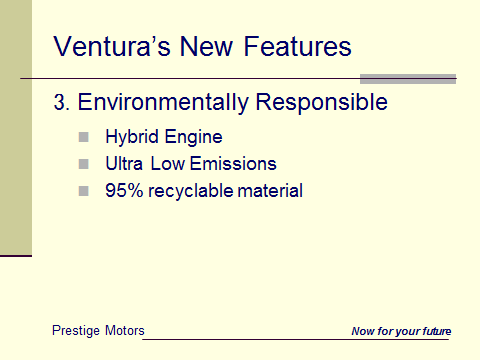 Ventura's New Features
3. Environmentally Responsible
Hybrid Engine
Ultra Low Emissions
95% recyclable material
Prestige Motors
Now for your future